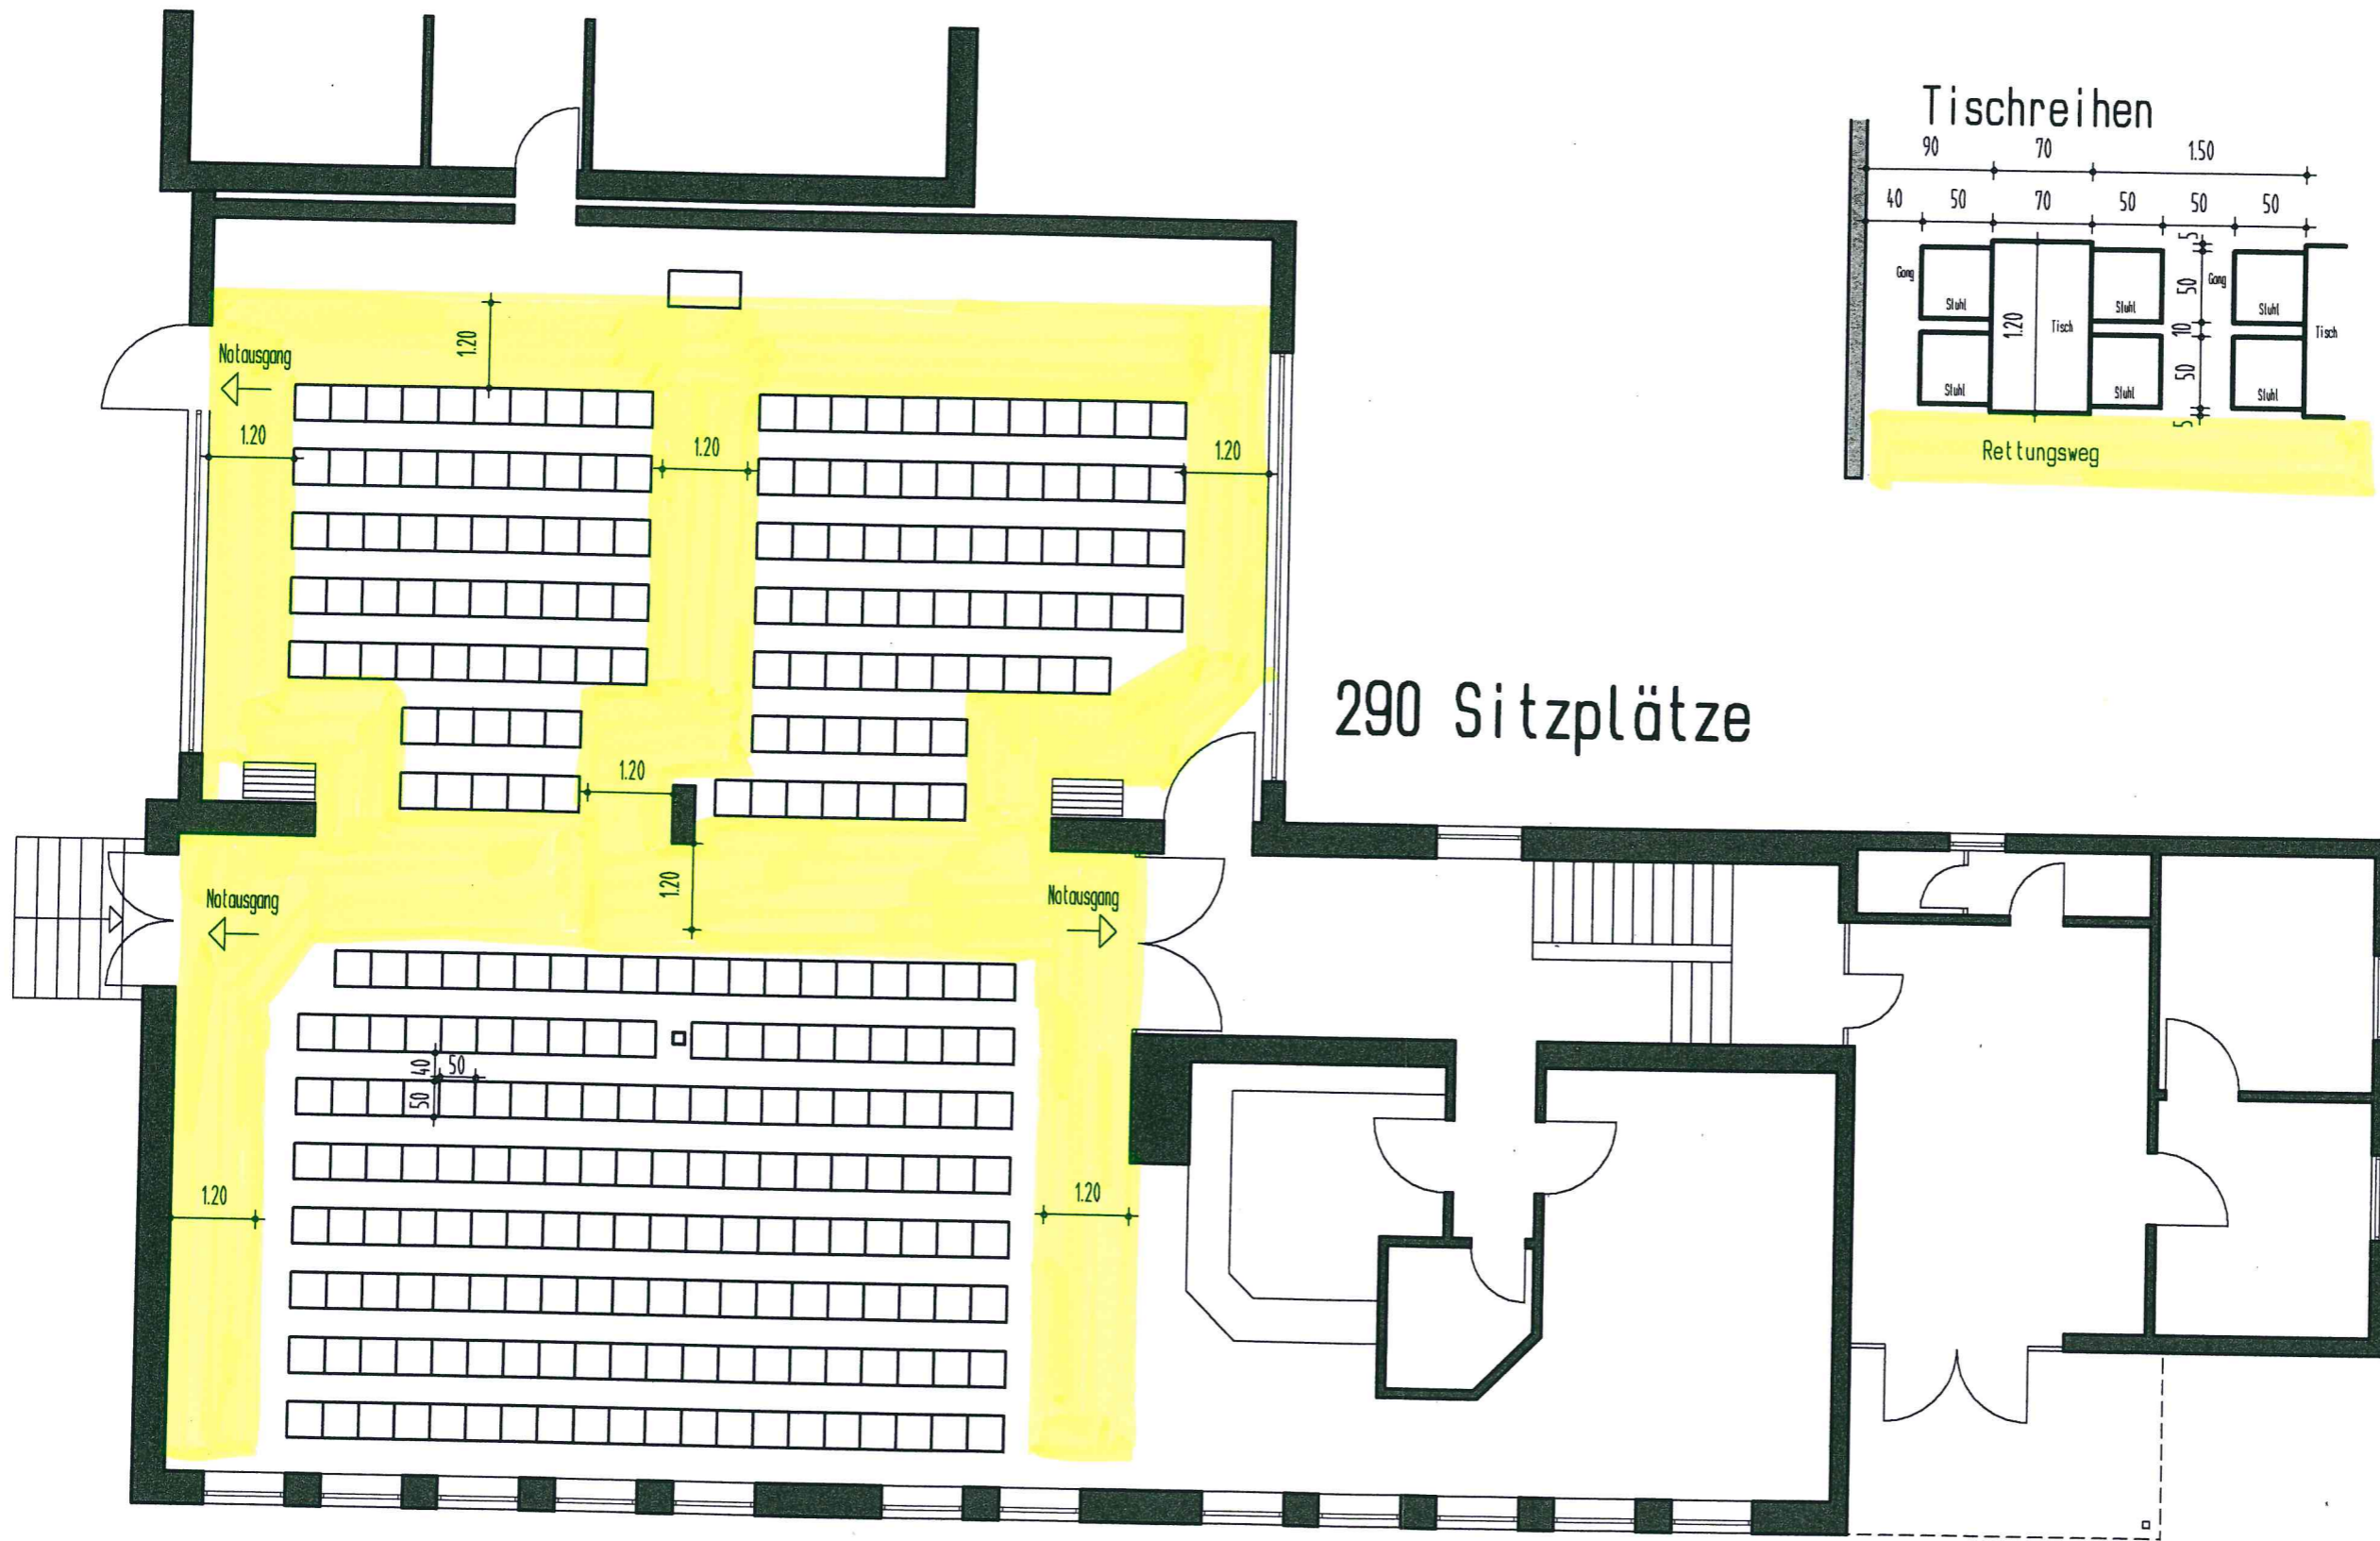 Tischreihen
90 70 1.50
40 50 70 50 50 50
5
Gang Stuhl Stuhl 50 Gang Stuhl
1.20 Tisch 10 Tisch
Stuhl Stuhl 50 Stuhl
5
Rettungsweg
1.20
Notausgang
1.20 1.20 1.20
290 Sitzplätze
1.20
1.20
Notausgang Notausgang
40 50
50
1.20 1.20